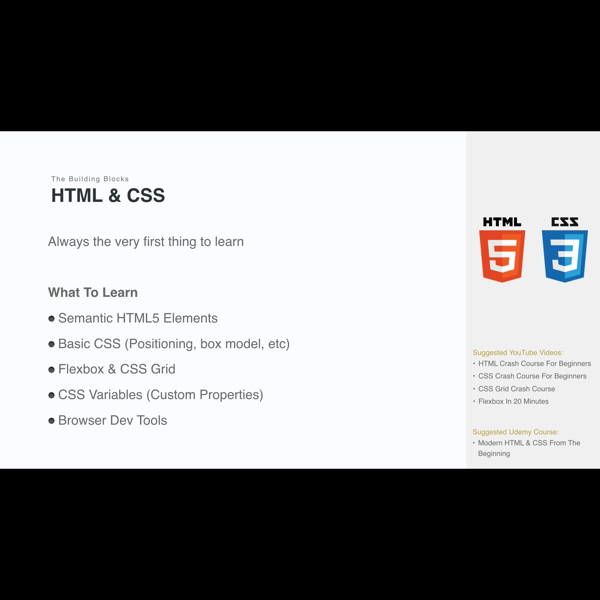 The Building Blocks
HTML & CSS
Always the very first thing to learn
What To Learn
Semantic HTML5 Elements
Basic CSS (Positioning, box model, etc)
Flexbox & CSS Grid
CSS Variables (Custom Properties)
Browser Dev Tools
HTML CSS
5 3
Suggested YouTube Videos:
• HTML Crash Course For Beginners
• CSS Crash Course For Beginners
• CSS Grid Crash Course
• Flexbox In 20 Minutes
Suggested Udemy Course:
• Modern HTML & CSS From The
Beginning